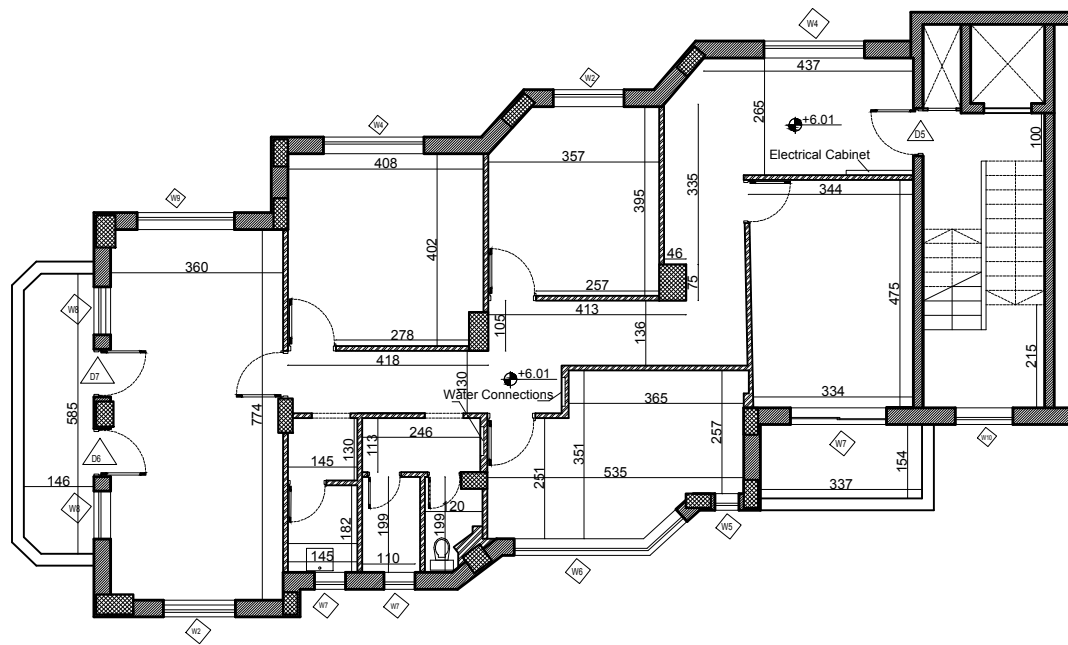 W4
437
W2
265
+6.01
D5
100
W4
Electrical Cabinet
408
357
344
335
395
W9
402
46
360
257
75
475
W8
413
105
136
278
215
418
+6.01
D7
130
Water Connections
585
774
365
334
W7
W10
246
257
D6
113
130
351
251
154
146
145
535
337
W8
120
182
199
199
W5
145
110
W6
W7
W7
W2